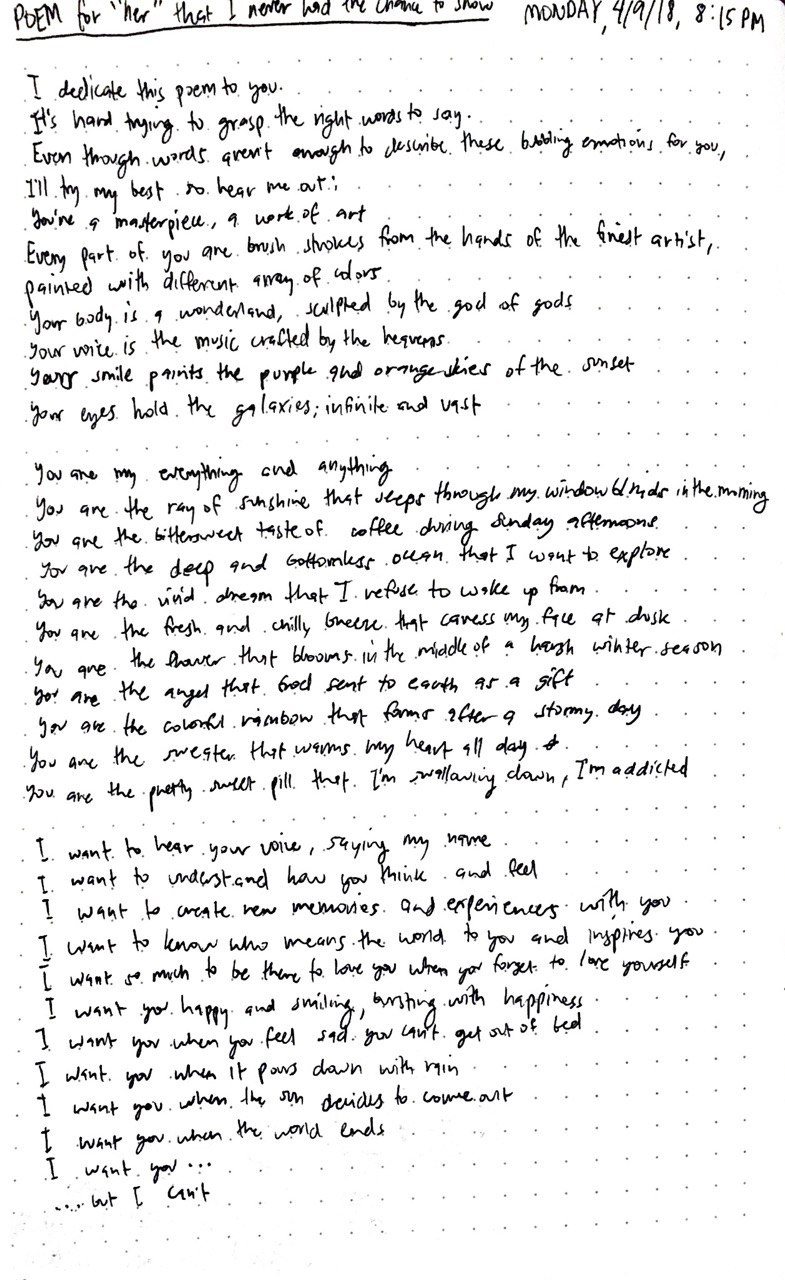 POEM for "her" that I never had the chance to show MONDAY, 4/9/18, 8:15 PM
I dedicate this poem to you.
It's hard trying to grasp the right words to say.
Even though words aren't enough to describe these bubbling emotions for you,
I'll try my best so hear me out:
You're a masterpiece, a work of art
Every part of you are brush strokes from the hands of the finest artist,
painted with different array of colors
Your body is a wonderland, sculpted by the god of gods
Your voice is the music crafted by the heavens
Your smile paints the purple and orange skies of the sunset
Your eyes hold the galaxies; infinite and vast
You are my everything and anything
You are the ray of sunshine that seeps through my window blinds in the morning
You are the bittersweet taste of coffee during Sunday afternoons
You are the deep and bottomless ocean that I want to explore
You are the vivid dream that I refuse to wake up from
You are the fresh and chilly breeze that caress my face at dusk
You are the flower that blooms in the middle of a harsh winter season
You are the angel that God sent to earth as a gift
You are the colorful rainbow that forms after a stormy day
You are the sweater that warms my heart all day
You are the pretty sweet pill that I'm swallowing down, I'm addicted
I want to hear your voice, saying my name
I want to understand how you think and feel
I want to create new memories and experiences with you
I want to know who means the world to you and inspires you
I want so much to be there to love you when you forget to love yourself
I want you happy and smiling, bursting with happiness
I want you when you feel sad you can't get out of bed
I want you when it pours down with rain
I want you when the sun decides to come out
I want you when the world ends
I want you...
....but I can't